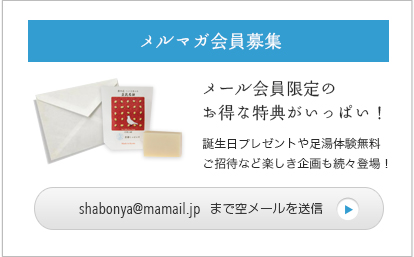 メルマガ会員募集
メール会員限定の
お得な特典がいっぱい！
誕生日プレゼントや足湯体験無料
ご招待など楽しき企画も続々登場！
shabonya@mamail.jp まで空メールを送信